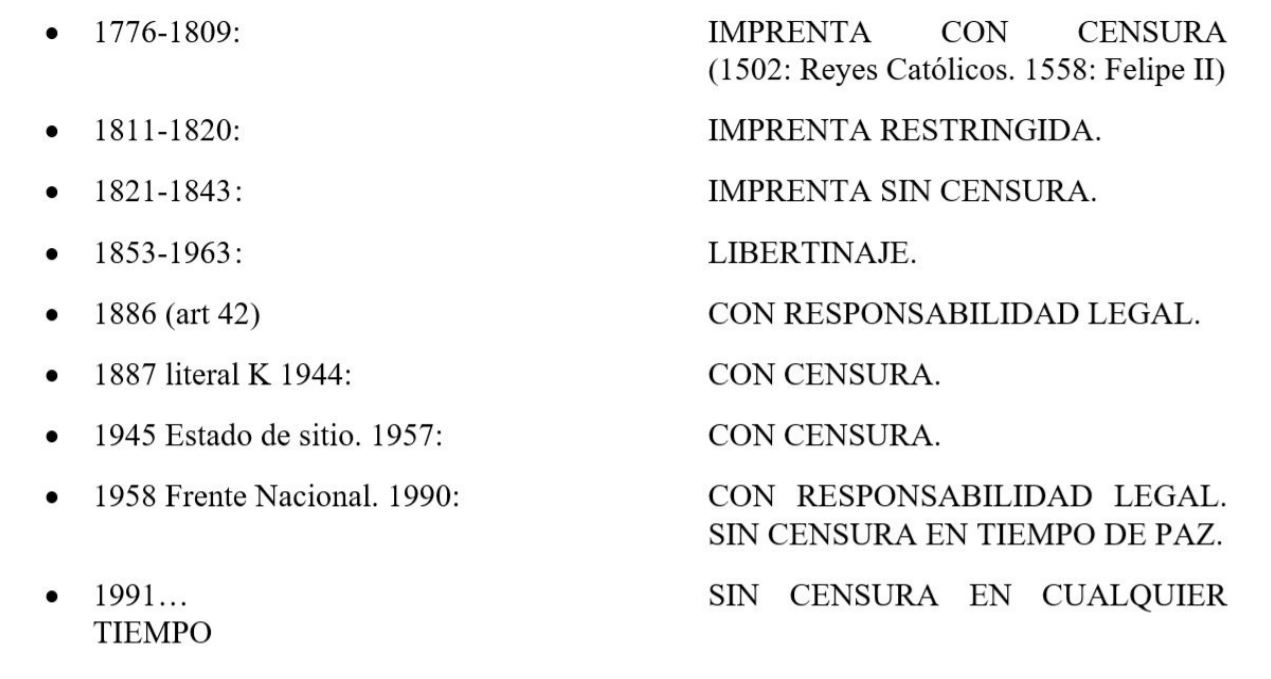 • 1776-1809: IMPRENTA CON CENSURA
(1502: Reyes Católicos. 1558: Felipe II)
• 1811-1820: IMPRENTA RESTRINGIDA.
• 1821-1843: IMPRENTA SIN CENSURA.
• 1853-1963: LIBERTINAJE.
• 1886 (art 42) CON RESPONSABILIDAD LEGAL.
• 1887 literal K 1944: CON CENSURA.
• 1945 Estado de sitio. 1957: CON CENSURA.
• 1958 Frente Nacional. 1990: CON RESPONSABILIDAD LEGAL.
SIN CENSURA EN TIEMPO DE PAZ.
• 1991… SIN CENSURA EN CUALQUIER
TIEMPO